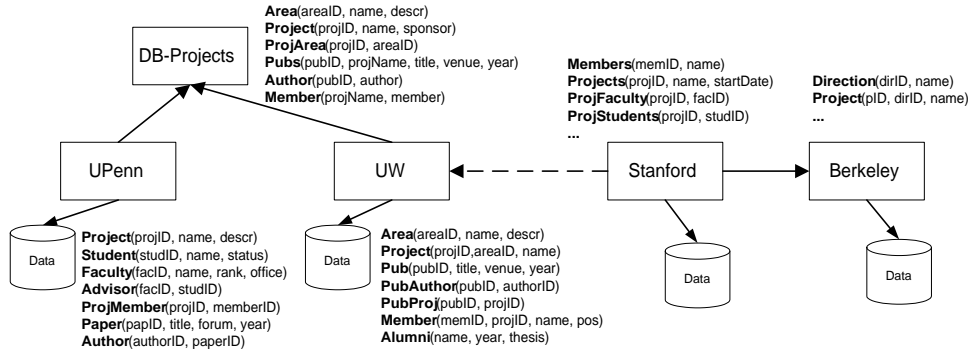 Area(areaID, name, descr)
Project(projID, name, sponsor)
ProjArea(projID, areaID)
Pubs(pubID, projName, title, venue, year)
Author(pubID, author)
Member(projName, member)
DB-Projects
Members(memID, name)
Projects(projID, name, startDate)
ProjFaculty(projID, facID)
ProjStudents(projID, studID)
...
Direction(dirID, name)
Project(pID, dirID, name)
...
UPenn
UW
Stanford
Berkeley
Data
Project(projID, name, descr)
Student(studID, name, status)
Faculty(facID, name, rank, office)
Advisor(facID, studID)
ProjMember(projID, memberID)
Paper(papID, title, forum, year)
Author(authorID, paperID)
Data
Area(areaID, name, descr)
Project(projID,areaID, name)
Pub(pubID, title, venue, year)
PubAuthor(pubID, authorID)
PubProj(pubID, projID)
Member(memID, projID, name, pos)
Alumni(name, year, thesis)
Data
Data